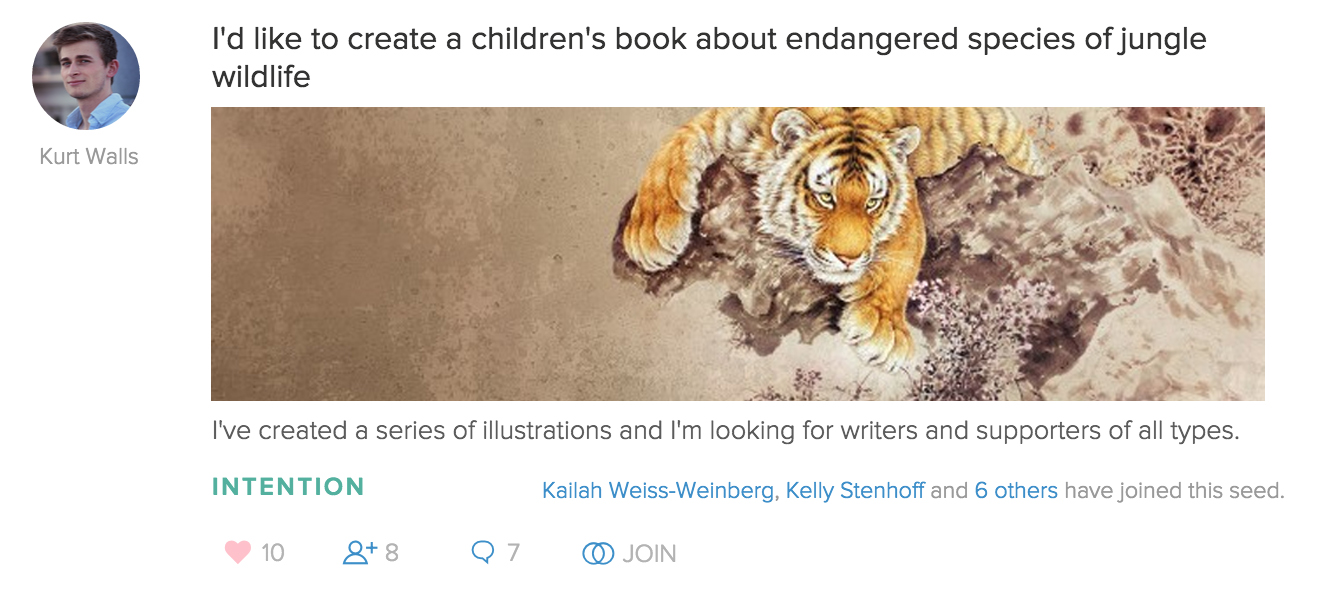 I'd like to create a children's book about endangered species of jungle
wildlife
Kurt Walls
I've created a series of illustrations and I'm looking for writers and supporters of all types.
INTENTION
Kailah Weiss-Weinberg, Kelly Stenhoff and 6 others have joined this seed.
10 8 7 JOIN